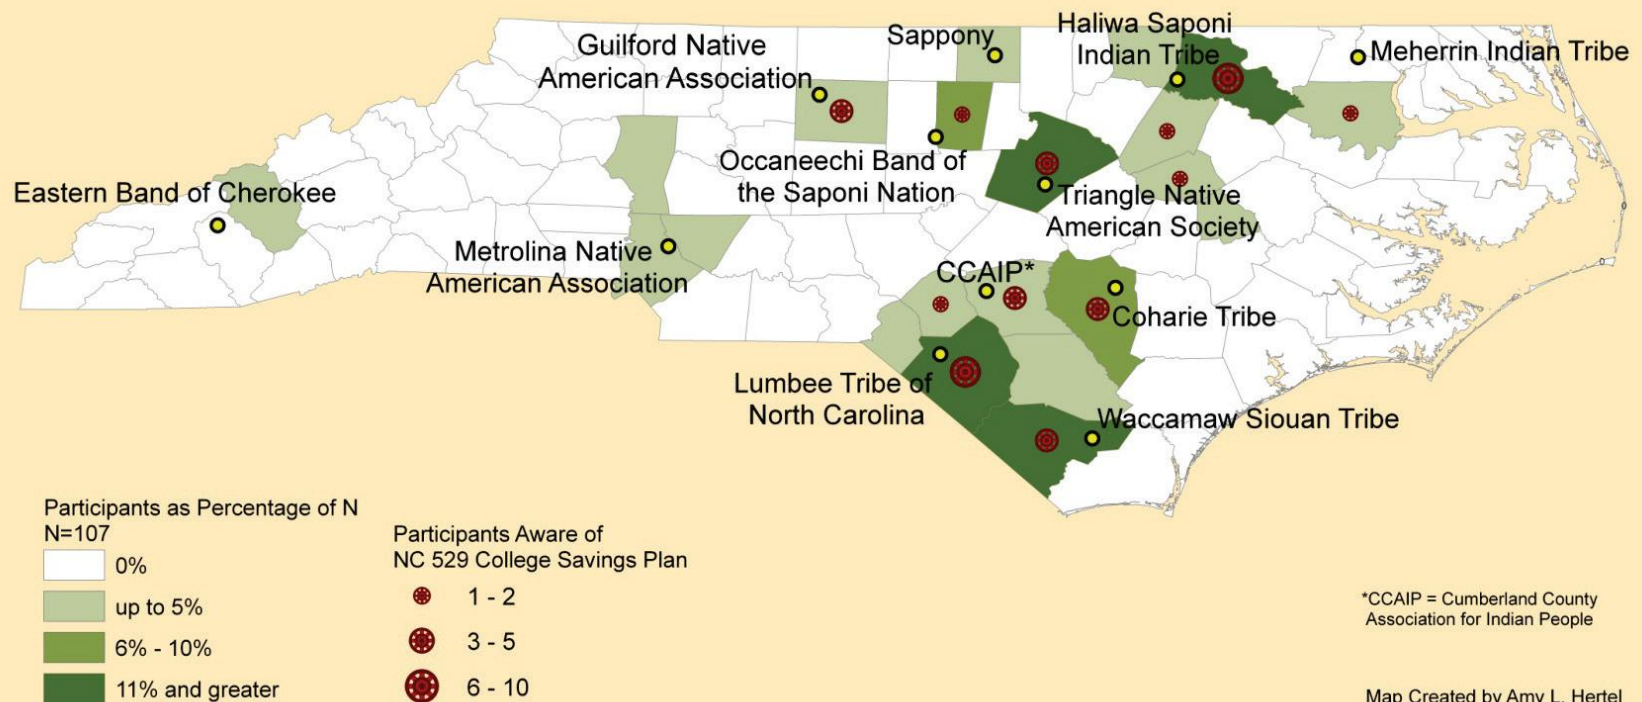 Haliwa Saponi
Indian Tribe
Sappony
Guilford Native
American Association
Meherrin Indian Tribe
Occaneechi Band of
the Saponi Nation
Eastern Band of Cherokee
Triangle Native
American Society
Metrolina Native
American Association
CCAIP*
Coharie Tribe
Lumbee Tribe of
North Carolina
Waccamaw Siouan Tribe
Participants as Percentage of N
N=107
0%
up to 5%
6% - 10%
11% and greater
Participants Aware of
NC 529 College Savings Plan
1 - 2
3 - 5
6 - 10
*CCAIP = Cumberland County
Association for Indian People
Map Created by Amy L. Hertel